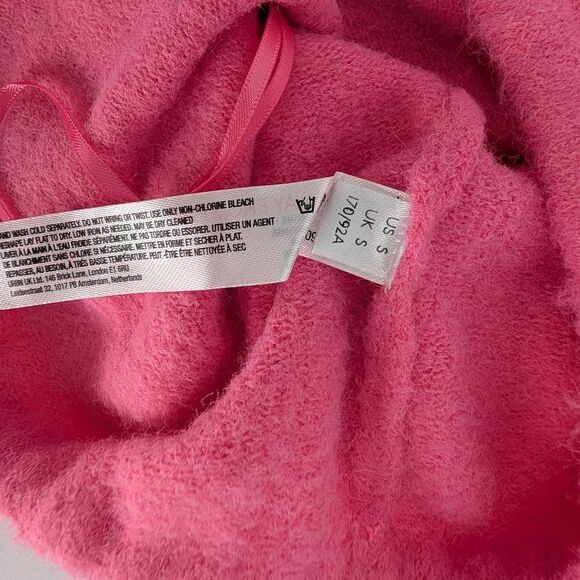 AND WASH COLD SEPARATELY. DO NOT WRING OR TWIST. USE ONLY NON-CHLORINE BLEACH
RESHAPE LAY FLAT TO DRY. LOW IRON AS NEEDED. MAY BE DRY CLEANED
LAVER À LA MAIN À L'EAU FROIDE SÉPARÉMENT. NE PAS TORDRE OU ESSORER. UTILISER UN AGENT
DE BLANCHIMENT SANS CHLORE SI NÉCESSAIRE. METTRE EN FORME ET SÉCHER À PLAT.
REPASSER, AU BESOIN, À TRÈS BASSE TEMPÉRATURE. PEUT -ÊTRE NETTOYÉE À SEC
URBN UK Ltd. 146 Brick Lane, London E1 6RU
Leidsestraat 32, 1017 PB Amsterdam, Netherlands
US S
UK S
170/92A